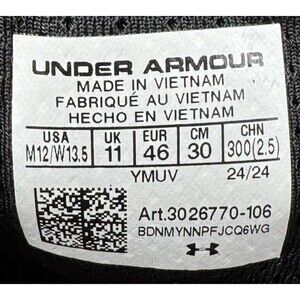 UNDER ARMOUR
MADE IN VIETNAM
FABRIQUÉ AU VIETNAM
HECHO EN VIETNAM
USA UK EUR CM CHN
M12/W13.5 11 46 30 300(2.5)
YMUV 24/24
Art.3026770-106
BDNMYNNPFJCQ6WG